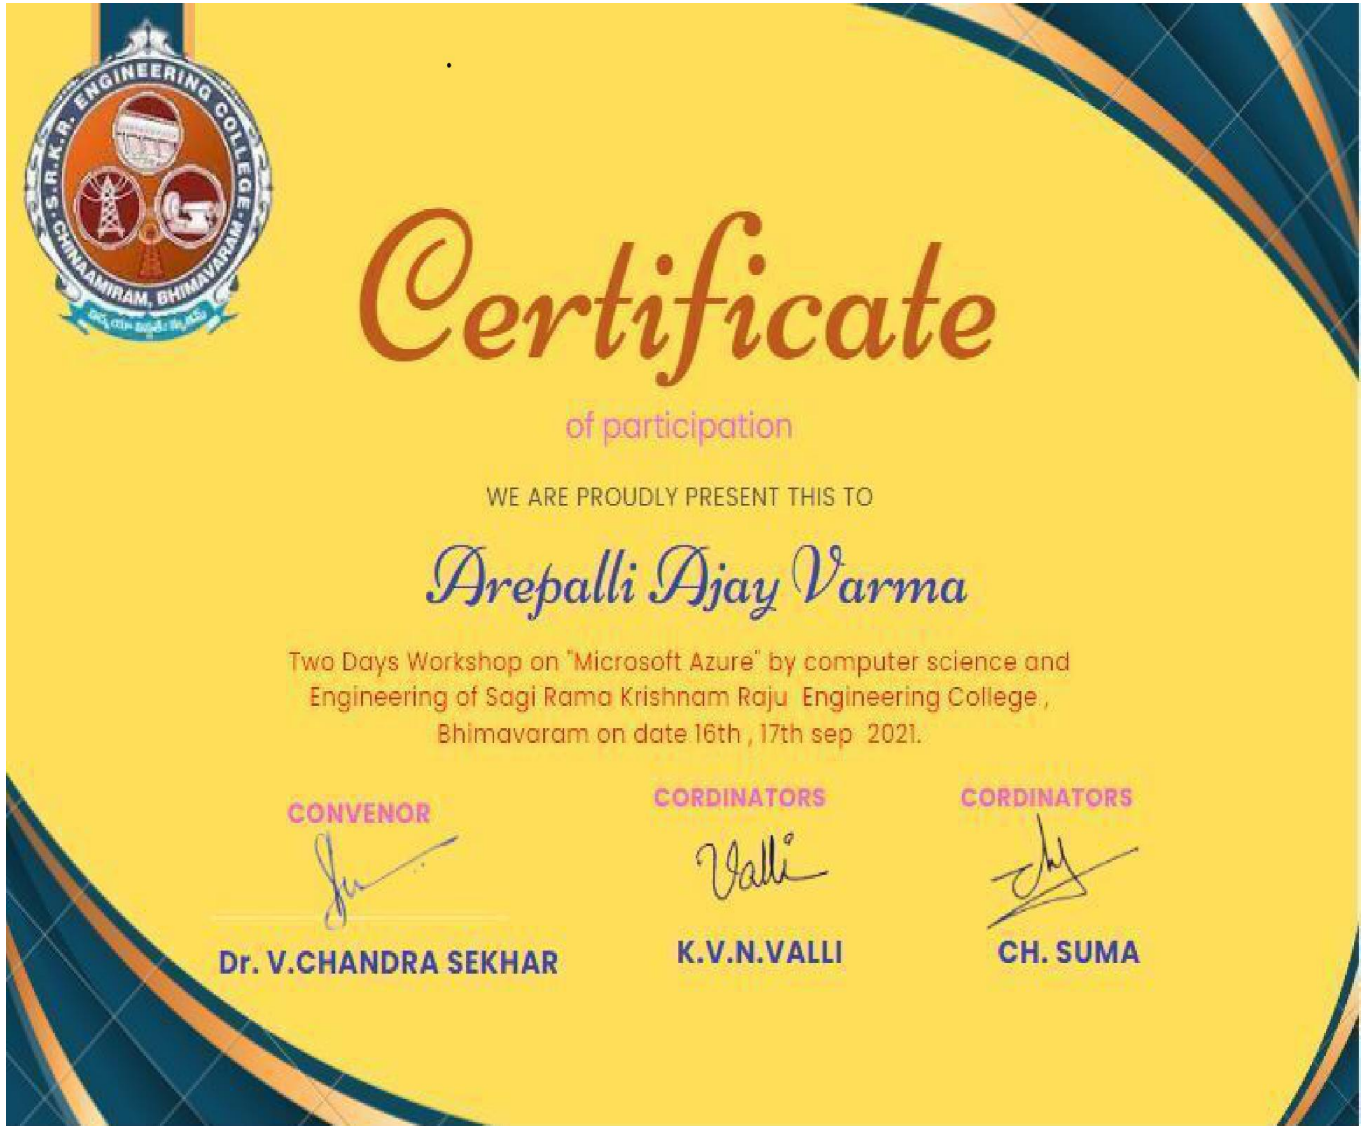 S.R.K.R. ENGINEERING COLLEGE
CHINAAMIRAM, BHIMAVARAM
Certificate
of participation
WE ARE PROUDLY PRESENT THIS TO
Arepalli Ajay Varma
Two Days Workshop on "Microsoft Azure" by computer science and
Engineering of Sagi Rama Krishnam Raju Engineering College ,
Bhimavaram on date 16th , 17th sep 2021.
CONVENOR CORDINATORS CORDINATORS
Valli
Dr. V.CHANDRA SEKHAR K.V.N.VALLI CH. SUMA